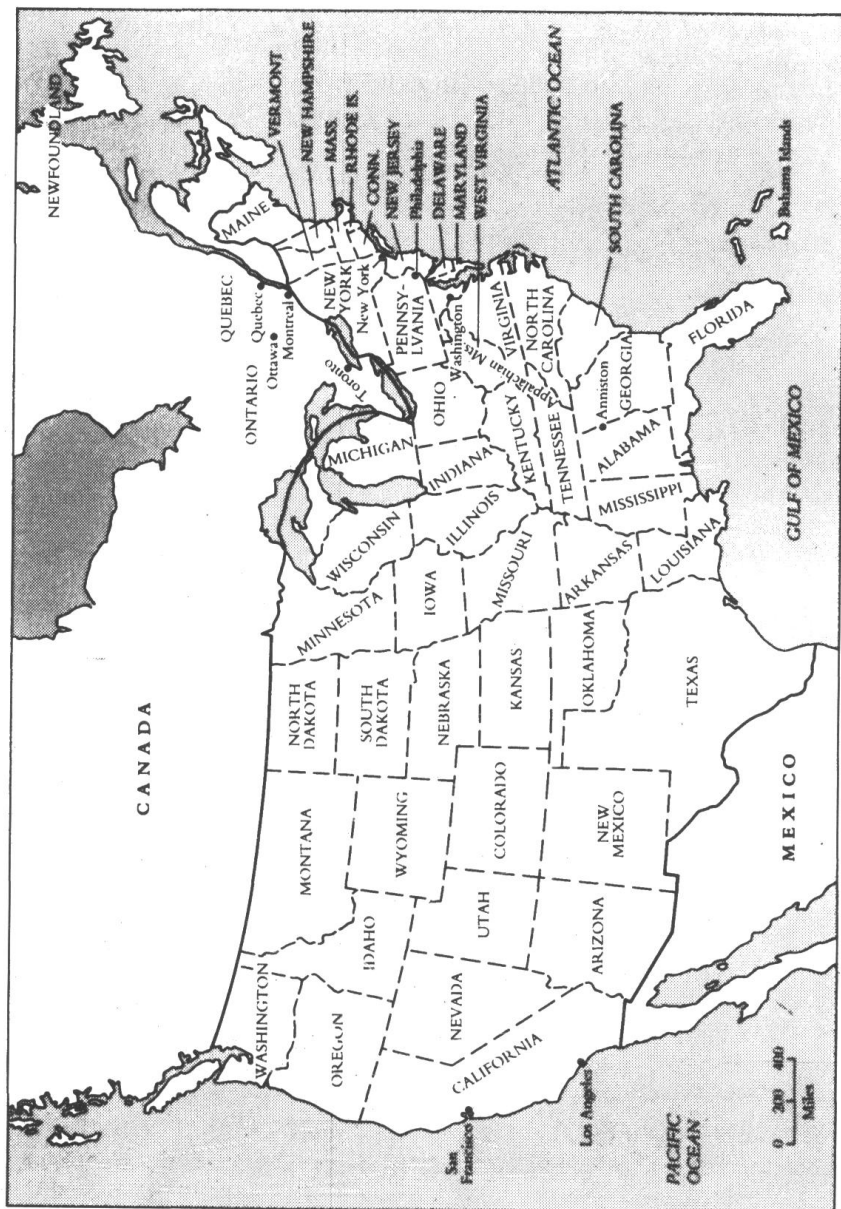 CANADA
NEWFOUNDLAND
QUEBEC
Quebec
Montreal
ONTARIO
Ottawa
Toronto
WASHINGTON
OREGON
CALIFORNIA
San
Francisco
Los Angeles
NEVADA
IDAHO
MONTANA
WYOMING
UTAH
ARIZONA
COLORADO
NEW
MEXICO
NORTH
DAKOTA
SOUTH
DAKOTA
NEBRASKA
KANSAS
OKLAHOMA
TEXAS
MINNESOTA
IOWA
MISSOURI
ARKANSAS
LOUISIANA
WISCONSIN
ILLINOIS
MICHIGAN
INDIANA
OHIO
KENTUCKY
TENNESSEE
MISSISSIPPI
ALABAMA
Anniston
GEORGIA
FLORIDA
NORTH
CAROLINA
VIRGINIA
Appalachian Mts.
Washington
PENNSY-
LVANIA
NEW
YORK
New York
MAINE
VERMONT
NEW HAMPSHIRE
MASS.
RHODE IS.
CONN.
NEW JERSEY
Philadelphia
DELAWARE
MARYLAND
WEST VIRGINIA
SOUTH CAROLINA
ATLANTIC OCEAN
Bahama Islands
GULF OF MEXICO
MEXICO
PACIFIC
OCEAN
0 200 400
Miles